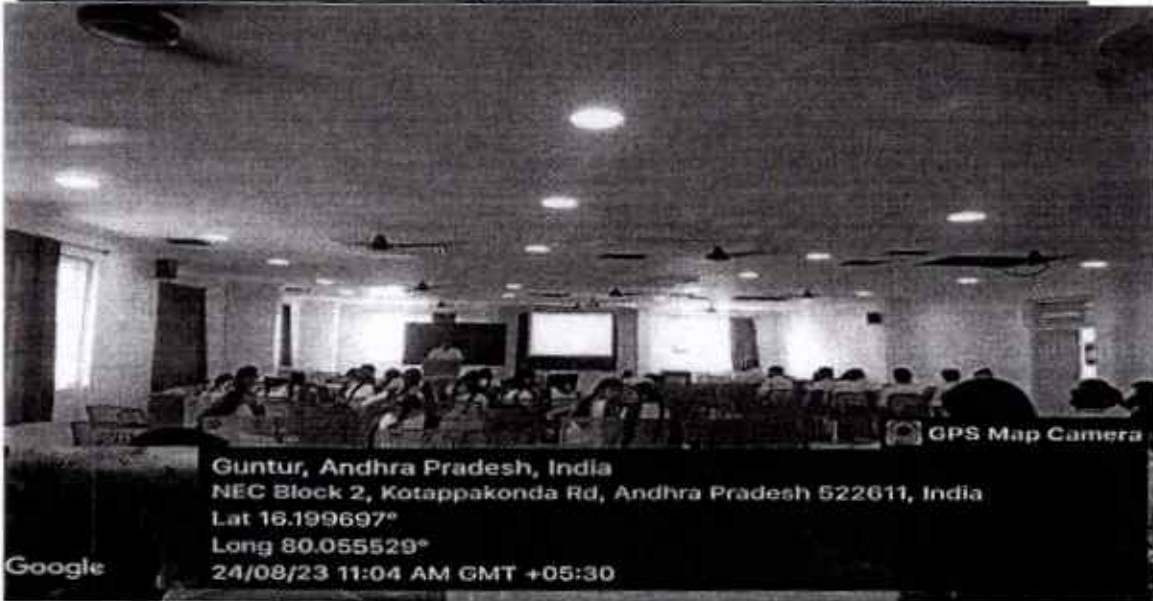 GPS Map Camera
Guntur, Andhra Pradesh, India
NEC Block 2, Kotappakonda Rd, Andhra Pradesh 522611, India
Lat 16.199697°
Long 80.055529°
24/08/23 11:04 AM GMT +05:30
Google